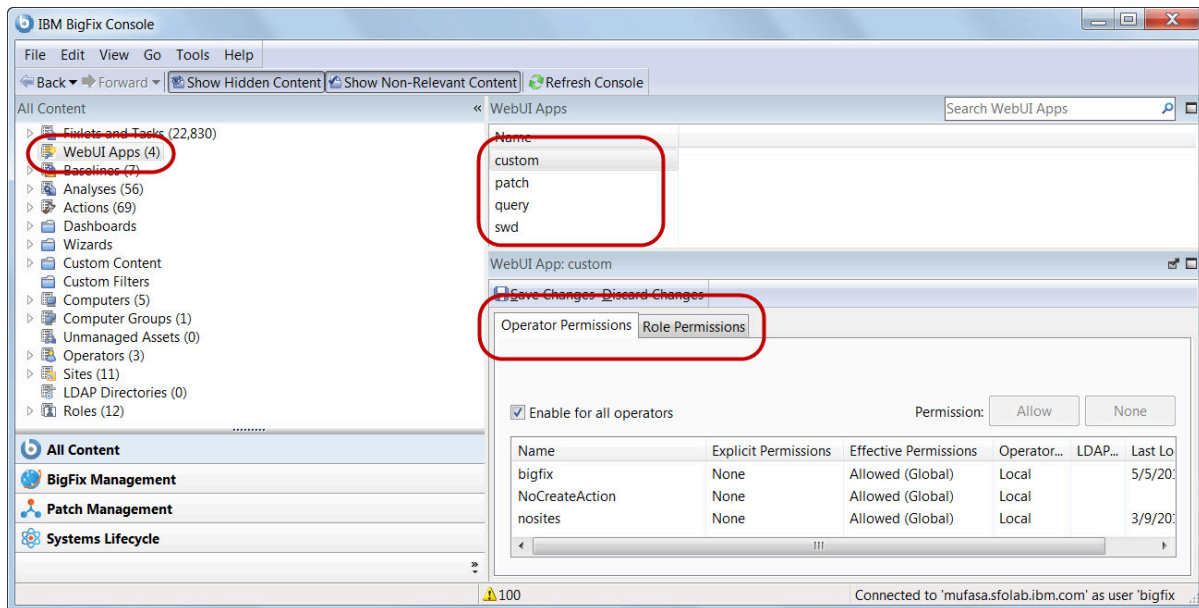 IBM BigFix Console
File Edit View Go Tools Help
Back Forward Show Hidden Content Show Non-Relevant Content Refresh Console
All Content «
Fixlets and Tasks (22,830)
WebUI Apps (4)
Baselines (7)
Analyses (56)
Actions (69)
Dashboards
Wizards
Custom Content
Custom Filters
Computers (5)
Computer Groups (1)
Unmanaged Assets (0)
Operators (3)
Sites (11)
LDAP Directories (0)
Roles (12)
All Content
BigFix Management
Patch Management
Systems Lifecycle
»
WebUI Apps Search WebUI Apps
Name
custom
patch
query
swd
WebUI App: custom
Save Changes Discard Changes
Operator Permissions Role Permissions
Enable for all operators Permission: Allow None
Name Explicit Permissions Effective Permissions Operator... LDAP... Last Lo
bigfix None Allowed (Global) Local 5/5/20
NoCreateAction None Allowed (Global) Local
nosites None Allowed (Global) Local 3/9/20
100 Connected to 'mufasa.sfolab.ibm.com' as user 'bigfix